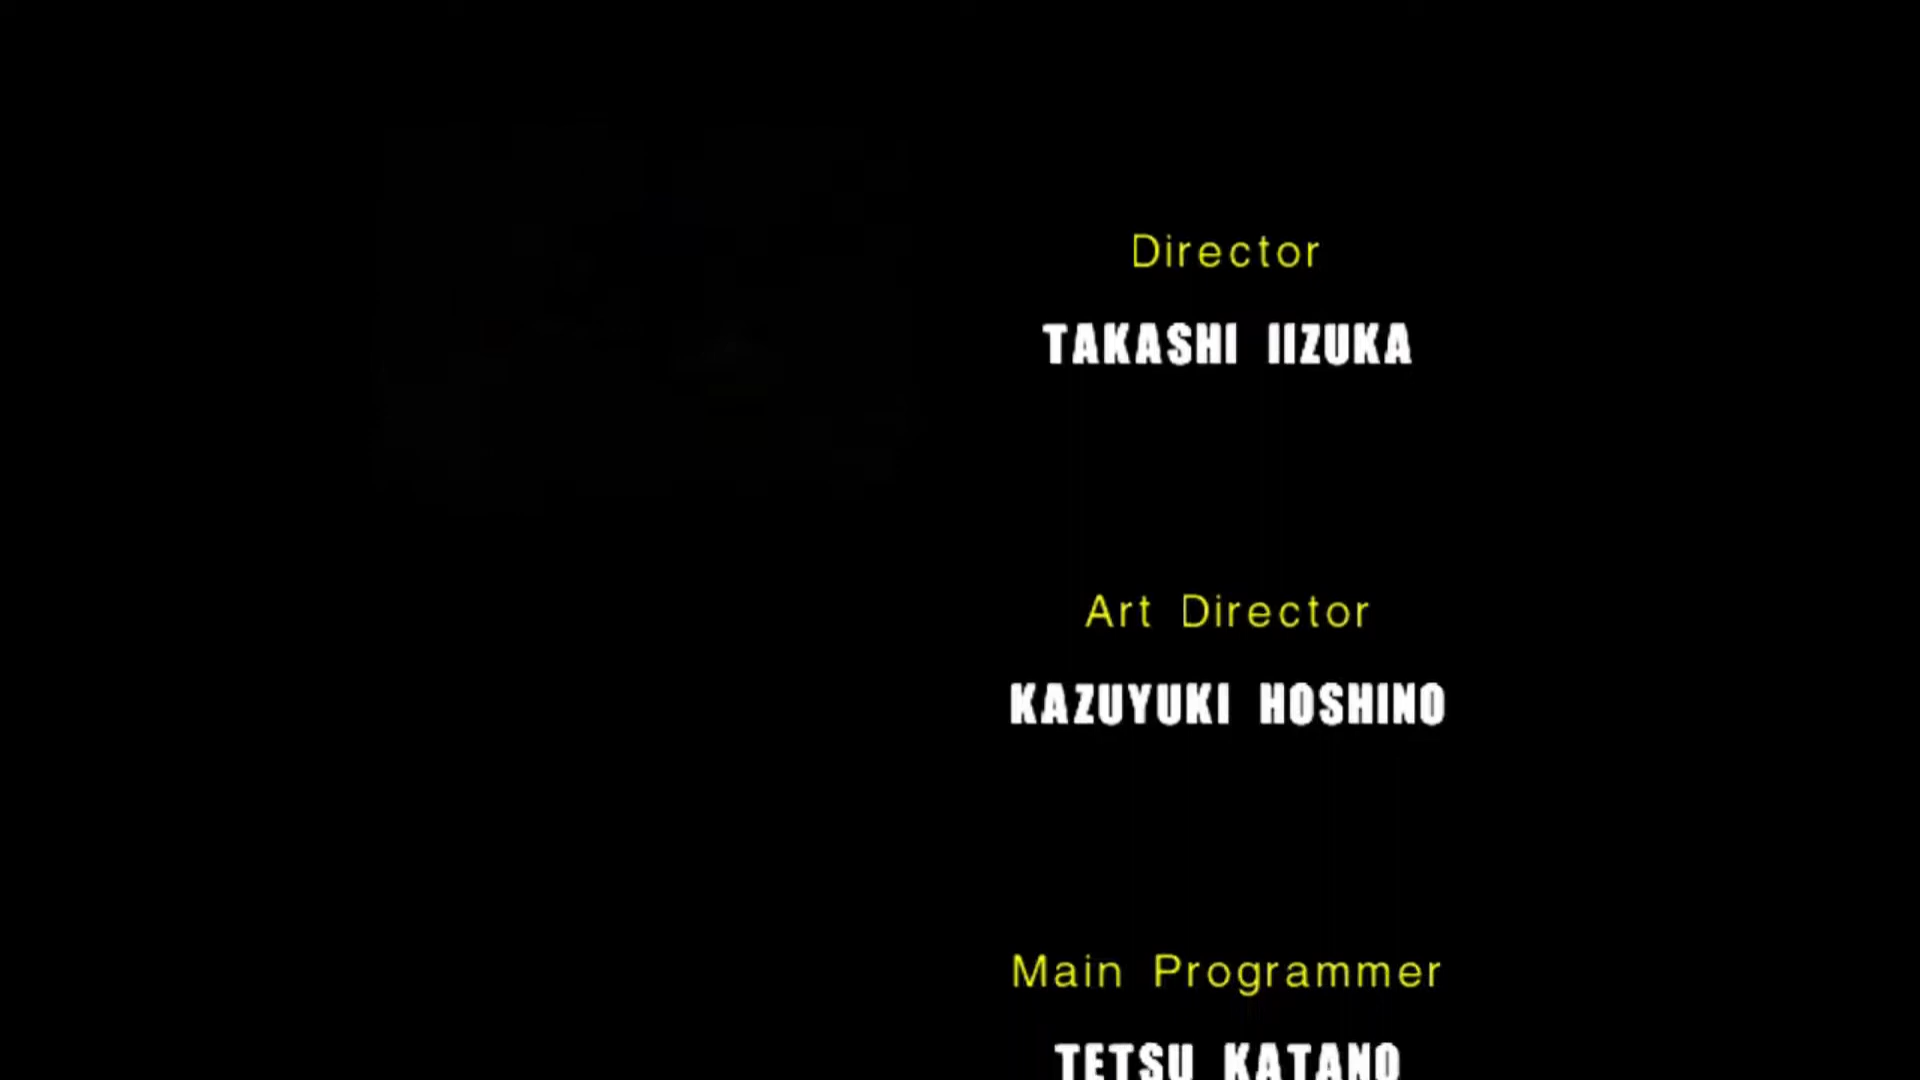 Director
TAKASHI IIZUKA
Art Director
KAZUYUKI HOSHINO
Main Programmer
TETSU KATANO